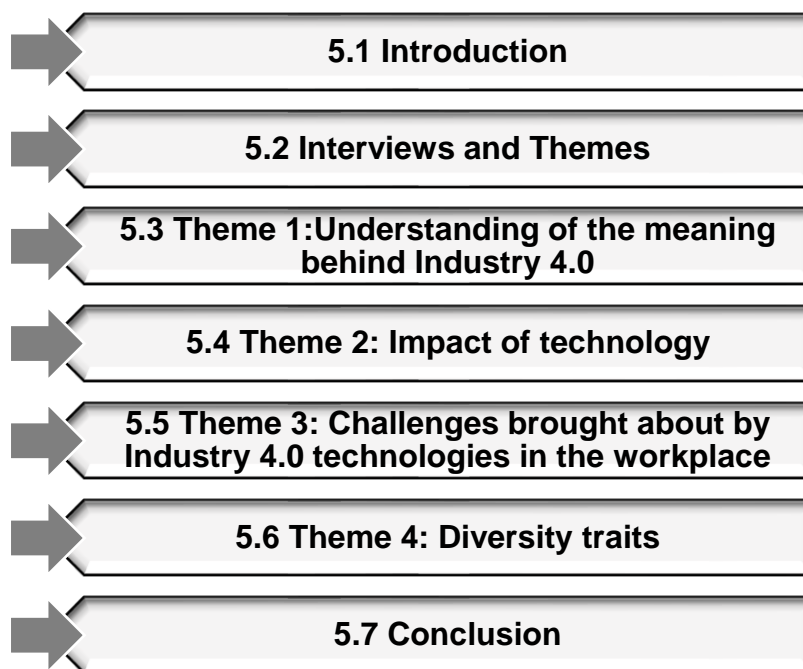 5.1 Introduction
5.2 Interviews and Themes
5.3 Theme 1:Understanding of the meaning
behind Industry 4.0
5.4 Theme 2: Impact of technology
5.5 Theme 3: Challenges brought about by
Industry 4.0 technologies in the workplace
5.6 Theme 4: Diversity traits
5.7 Conclusion